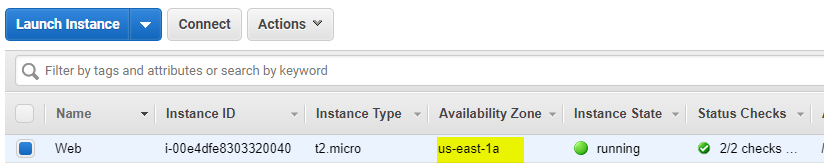 Launch Instance Connect Actions
Filter by tags and attributes or search by keyword
Name Instance ID Instance Type Availability Zone Instance State Status Checks
Web i-00e4dfe8303320040 t2.micro us-east-1a running 2/2 checks ...